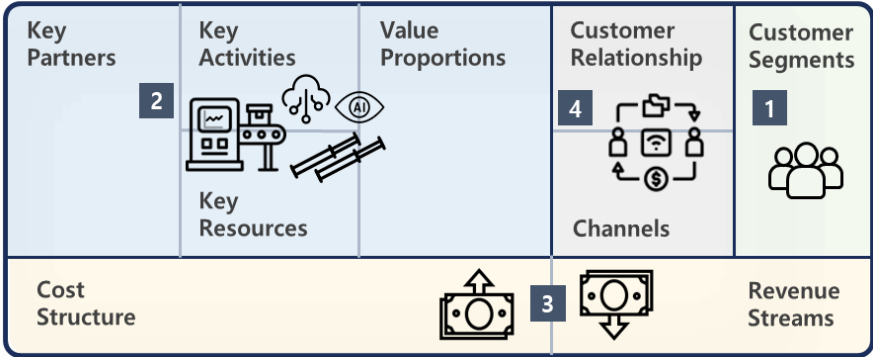 Key
Partners
2
Key
Activities
AI
Key
Resources
Value
Proportions
Customer
Relationship
4
$
Channels
Customer
Segments
1
Cost
Structure
3
Revenue
Streams